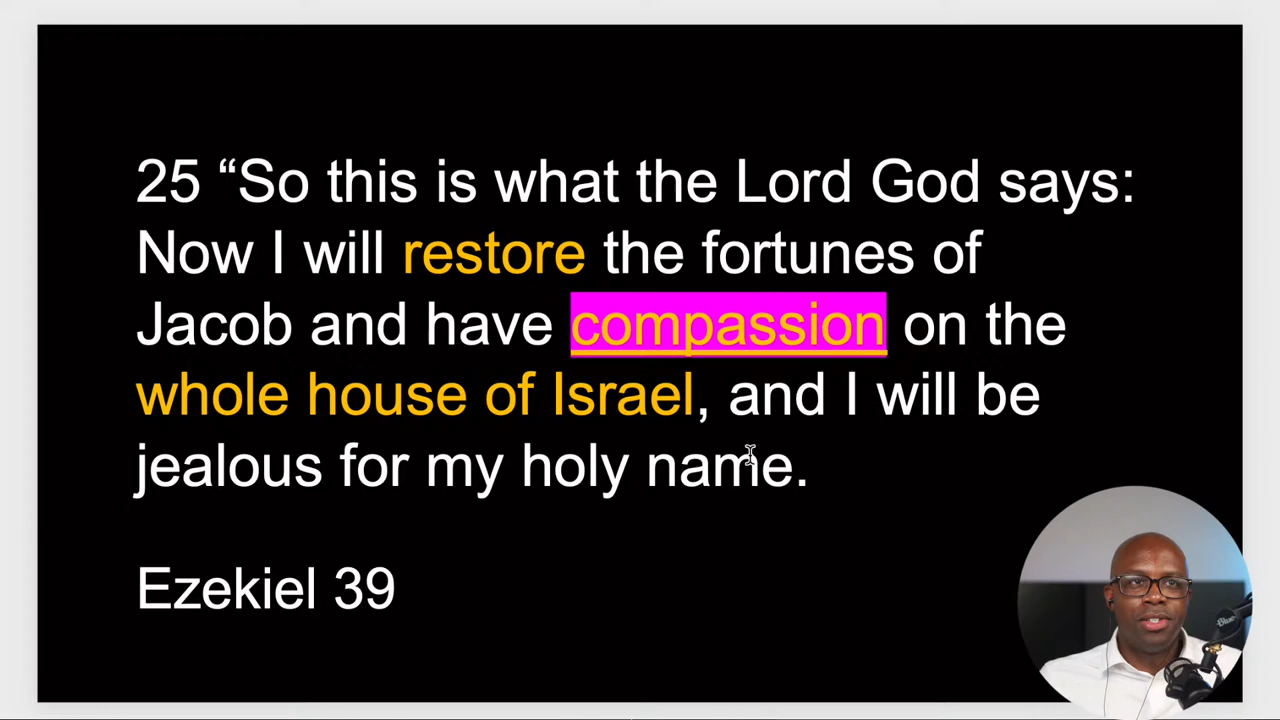 25 “So this is what the Lord God says:
Now I will restore the fortunes of
Jacob and have compassion on the
whole house of Israel, and I will be
jealous for my holy name.
Ezekiel 39
Blue